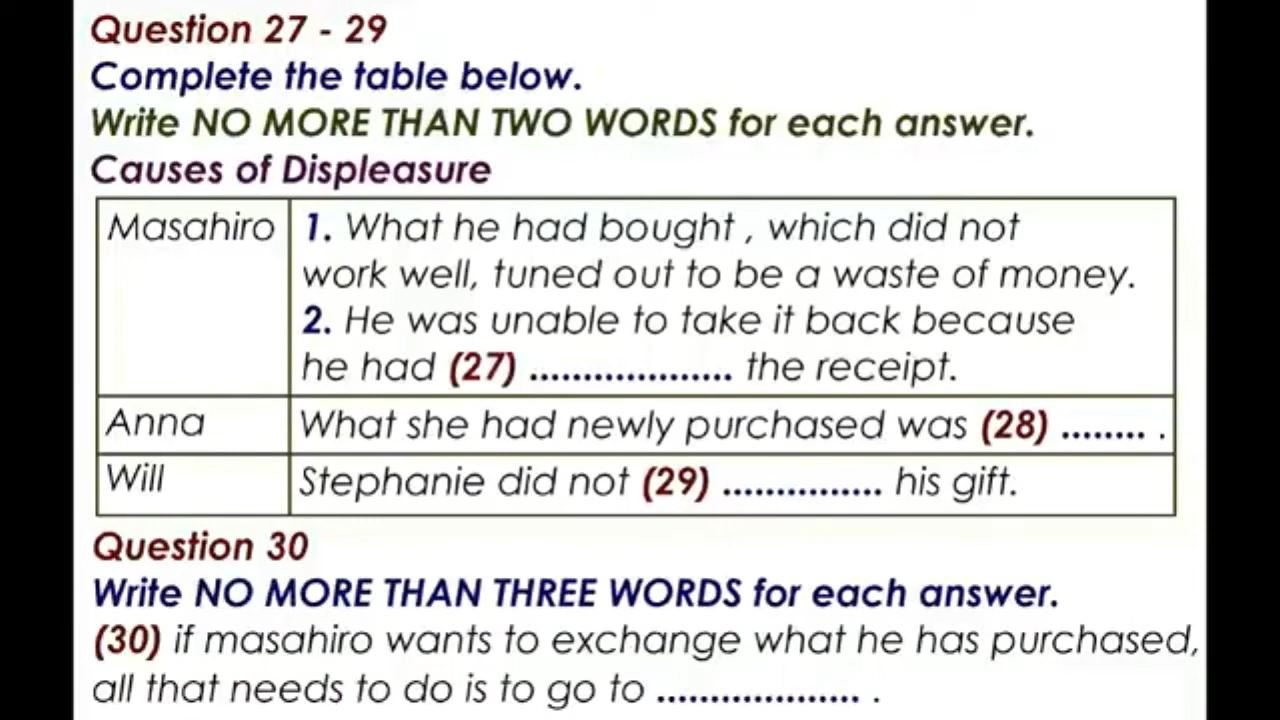 Question 27 - 29
Complete the table below.
Write NO MORE THAN TWO WORDS for each answer.
Causes of Displeasure
Masahiro
1. What he had bought , which did not
work well, tuned out to be a waste of money.
2. He was unable to take it back because
he had (27) .................... the receipt.
Anna
What she had newly purchased was (28) ........ .
Will
Stephanie did not (29) ............... his gift.
Question 30
Write NO MORE THAN THREE WORDS for each answer.
(30) if masahiro wants to exchange what he has purchased,
all that needs to do is to go to ................... .